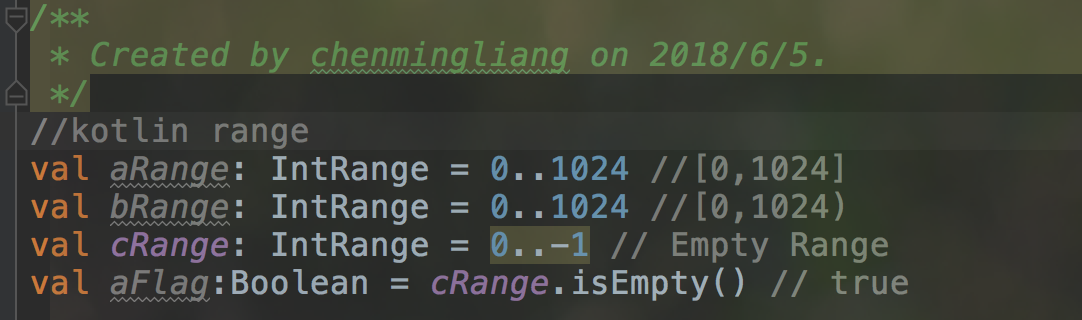 /**
 * Created by chenmingliang on 2018/6/5.
 */
//kotlin range
val aRange: IntRange = 0..1024 //[0,1024]
val bRange: IntRange = 0..1024 //[0,1024)
val cRange: IntRange = 0..-1 // Empty Range
val aFlag:Boolean = cRange.isEmpty() // true